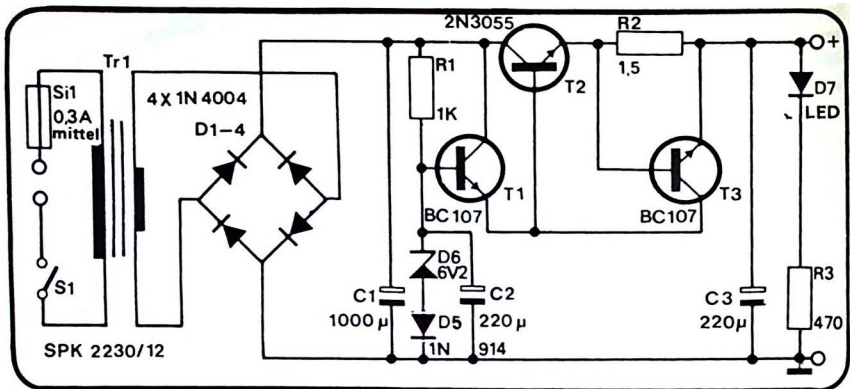 2N3055
R2
+
Tr1
R1
1,5
T2
D7
LED
Si1
0,3A
mittel
4 X 1N 4004
1K
D1–4
T1
T3
BC107
BC107
D6
6V2
S1
C1
1000 µ
C2
220 µ
C3
220 µ
R3
470
D5
1N 914
SPK 2230/12